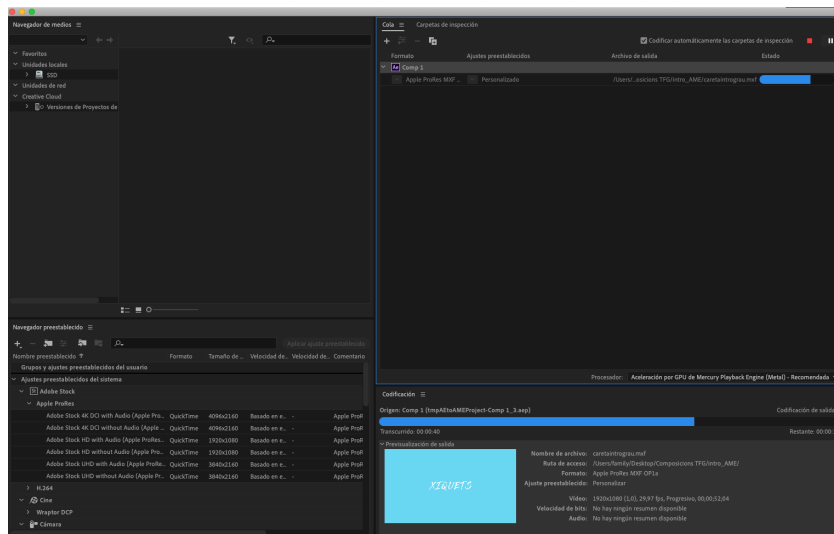 Navegador de medios
Favoritos
Unidades locales
SSD
Unidades de red
Creative Cloud
Versiones de Proyectos de
Cola
Carpetas de inspección
Codificar automáticamente las carpetas de inspección
Formato Ajustes preestablecidos Archivo de salida Estado
Ae Comp 1
Apple ProRes MXF ... Personalizado /Users/...osicions TFG/intro_AME/caretaintrograu.mxf
Procesador: Aceleración por GPU de Mercury Playback Engine (Metal) - Recomendada
Navegador preestablecido
Aplicar ajuste preestablecido
Nombre preestablecido Formato Tamaño de ... Velocidad de... Velocidad de... Comentario
Grupos y ajustes preestablecidos del usuario
Ajustes preestablecidos del sistema
St Adobe Stock
Apple ProRes
Adobe Stock 4K DCI with Audio (Apple Pro... QuickTime 4096x2160 Basado en e... - Apple ProR
Adobe Stock 4K DCI without Audio (Apple ... QuickTime 4096x2160 Basado en e... - Apple ProR
Adobe Stock HD with Audio (Apple ProRes... QuickTime 1920x1080 Basado en e... - Apple ProR
Adobe Stock HD without Audio (Apple Pro... QuickTime 1920x1080 Basado en e... - Apple ProR
Adobe Stock UHD with Audio (Apple ProRe... QuickTime 3840x2160 Basado en e... - Apple ProR
Adobe Stock UHD without Audio (Apple Pr... QuickTime 3840x2160 Basado en e... - Apple ProR
H.264
Cine
Wraptor DCP
Cámara
Codificación
Origen: Comp 1 (tmpAEtoAMEProject-Comp 1_3.aep) Codificación de salida
Transcurrido: 00:00:40 Restante: 00:00:
Previsualización de salida
XIQUETS
Nombre de archivo: caretaintrograu.mxf
Ruta de acceso: /Users/family/Desktop/Composicions TFG/intro_AME/
Formato: Apple ProRes MXF OP1a
Ajuste preestablecido: Personalizar
Vídeo: 1920x1080 (1,0), 29,97 fps, Progresivo, 00;00;52;04
Velocidad de bits: No hay ningún resumen disponible
Audio: No hay ningún resumen disponible